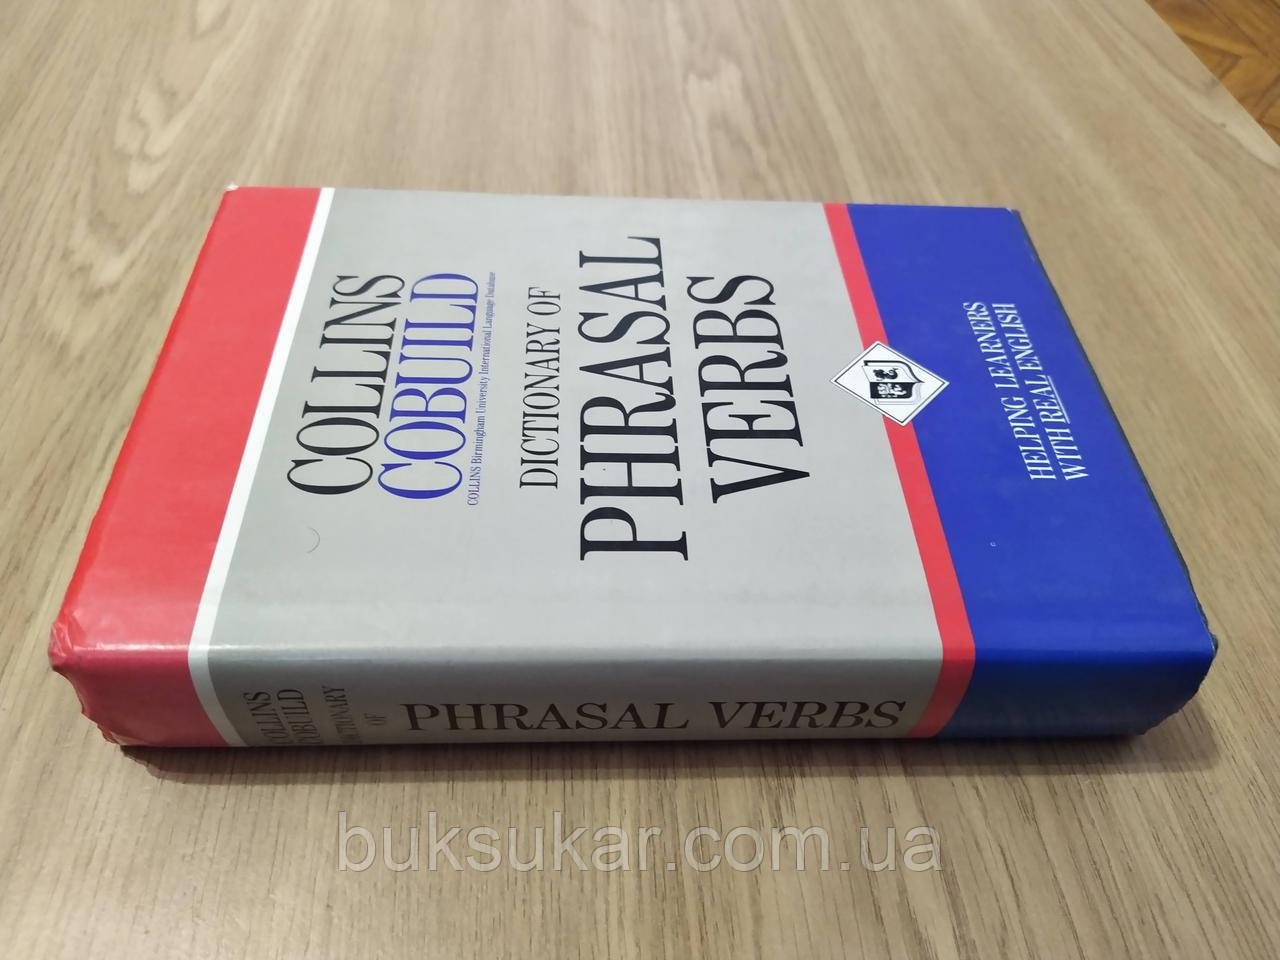 COLLINS
COBUILD
COLLINS Birmingham University International Language Database
DICTIONARY OF
PHRASAL
VERBS
HELPING LEARNERS
WITH REAL ENGLISH
COLLINS
COBUILD
DICTIONARY
OF
PHRASAL VERBS
buksukar.com.ua